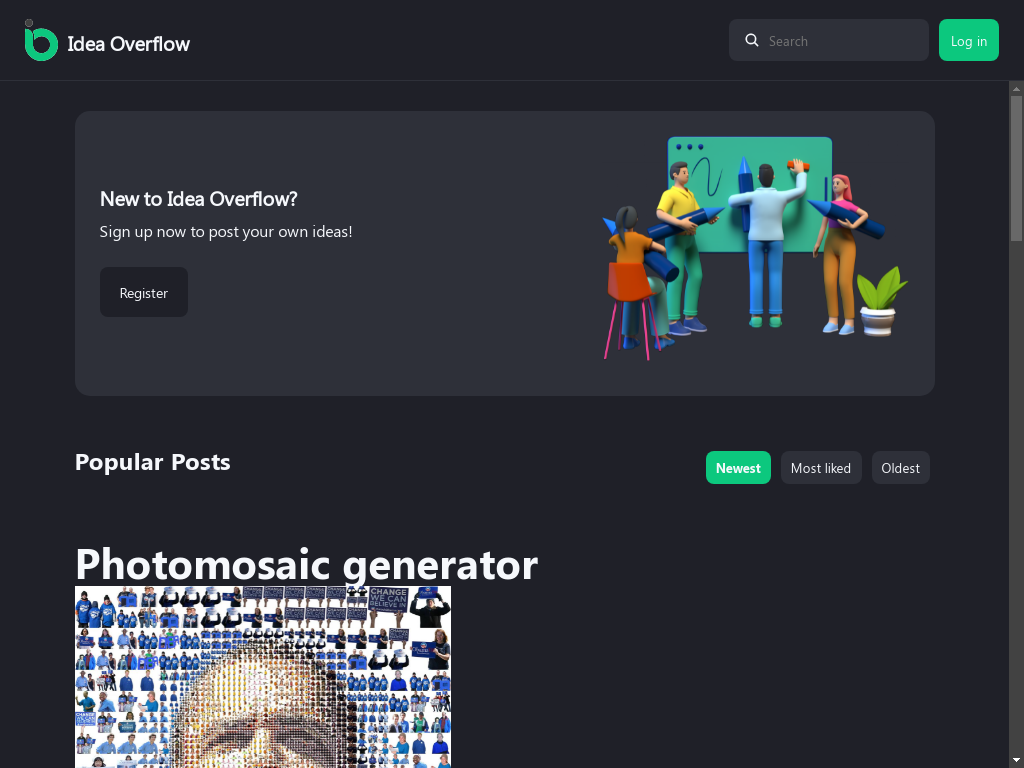 Idea Overflow
Search
Log in
New to Idea Overflow?
Sign up now to post your own ideas!
Register
Popular Posts
Newest
Most liked
Oldest
Photomosaic generator
CHANGE
WE CAN
BELIEVE IN